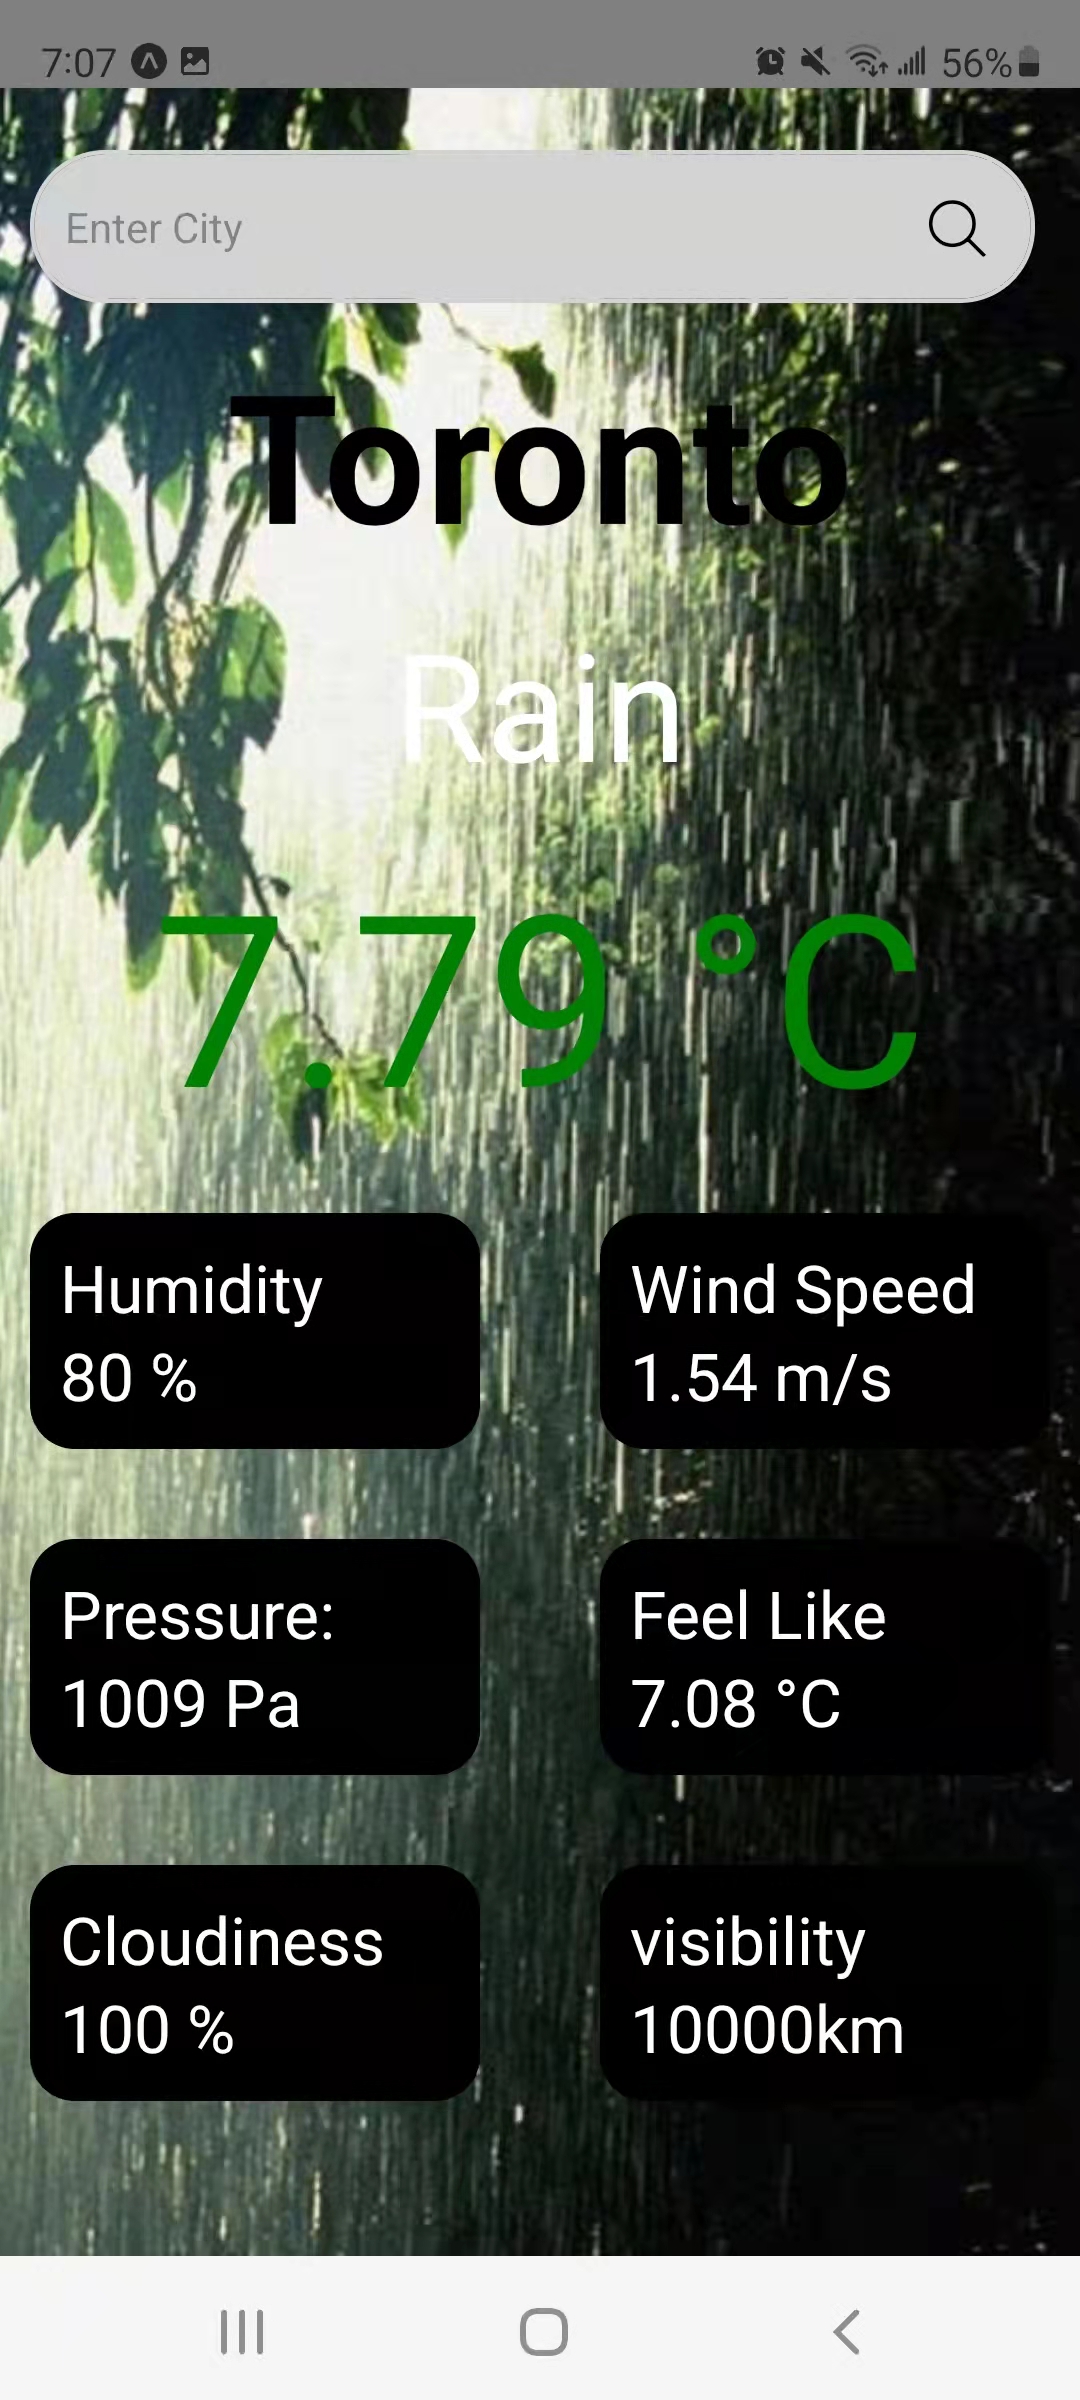 7:07 56%
Enter City
Toronto
Rain
7.79 °C
Humidity
80 %
Wind Speed
1.54 m/s
Pressure:
1009 Pa
Feel Like
7.08 °C
Cloudiness
100 %
visibility
10000km